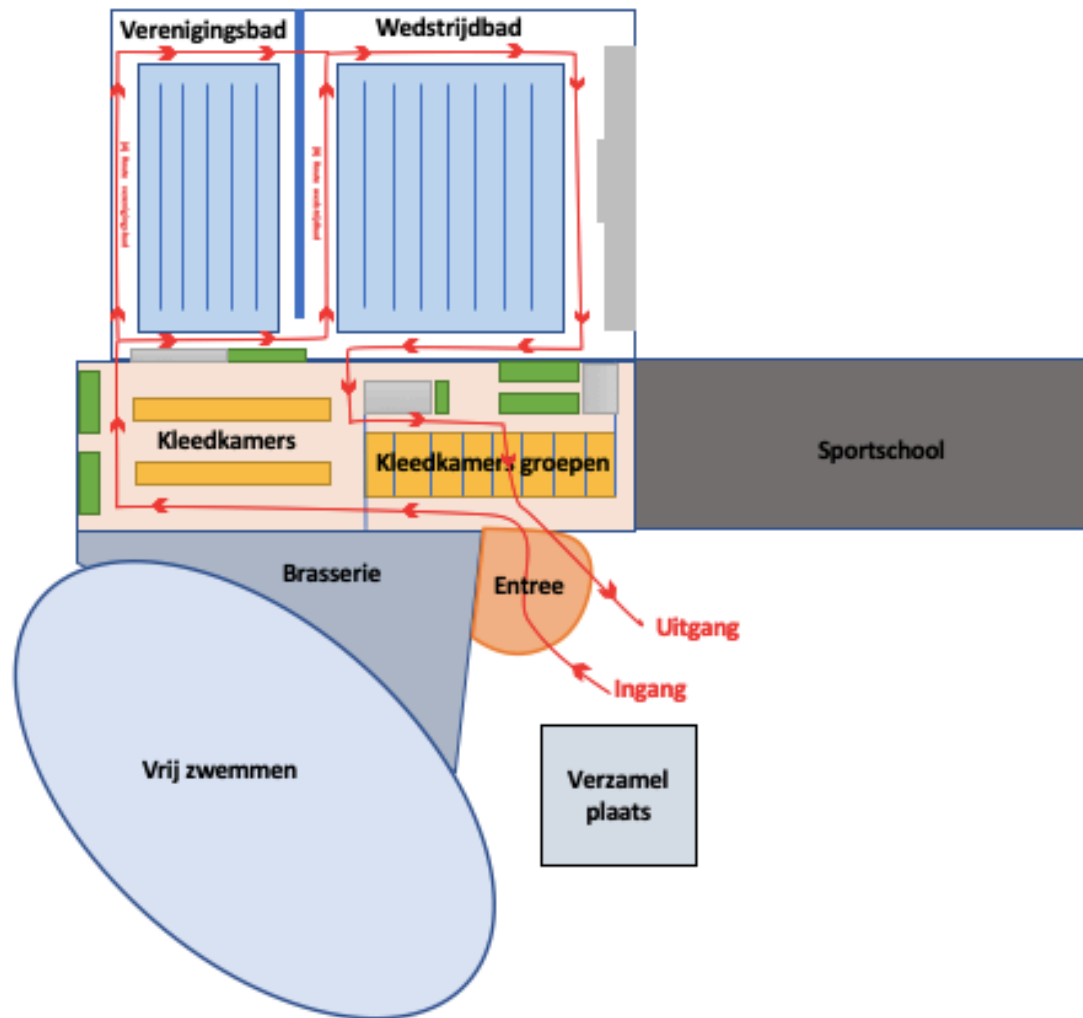 Verenigingsbad
Wedstrijdbad
Kleedkamers
Kleedkamers groepen
Sportschool
Brasserie
Entree
Uitgang
Ingang
Vrij zwemmen
Verzamel
plaats